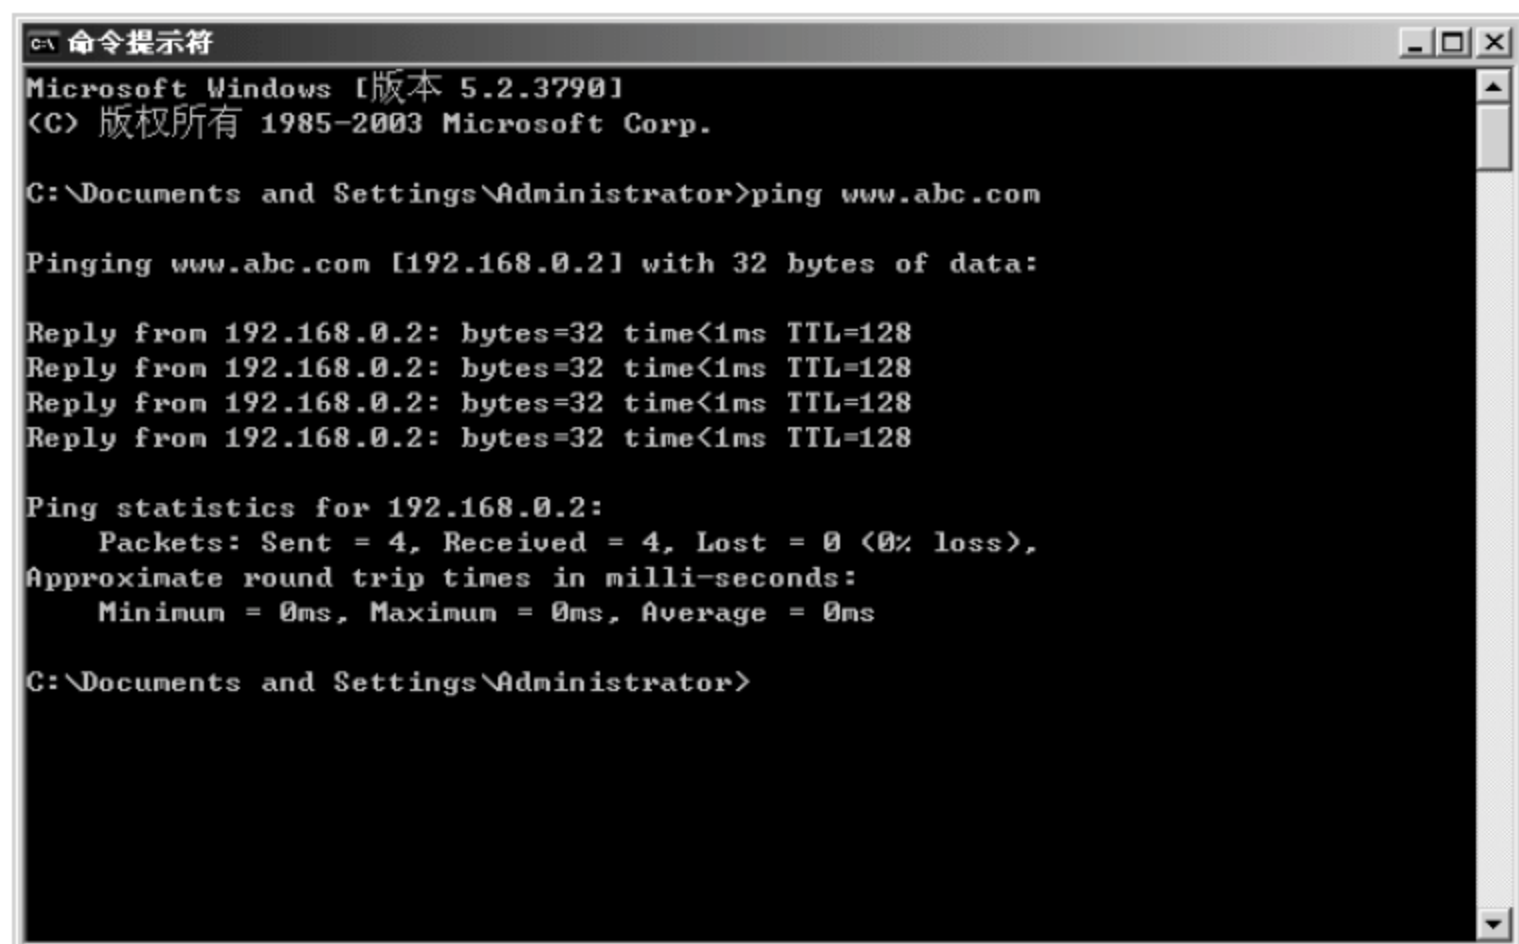 命令提示符
Microsoft Windows [版本 5.2.3790]
(C) 版权所有 1985-2003 Microsoft Corp.
C:\Documents and Settings\Administrator>ping www.abc.com
Pinging www.abc.com [192.168.0.2] with 32 bytes of data:
Reply from 192.168.0.2: bytes=32 time<1ms TTL=128
Reply from 192.168.0.2: bytes=32 time<1ms TTL=128
Reply from 192.168.0.2: bytes=32 time<1ms TTL=128
Reply from 192.168.0.2: bytes=32 time<1ms TTL=128
Ping statistics for 192.168.0.2:
    Packets: Sent = 4, Received = 4, Lost = 0 (0% loss),
Approximate round trip times in milli-seconds:
    Minimum = 0ms, Maximum = 0ms, Average = 0ms
C:\Documents and Settings\Administrator>